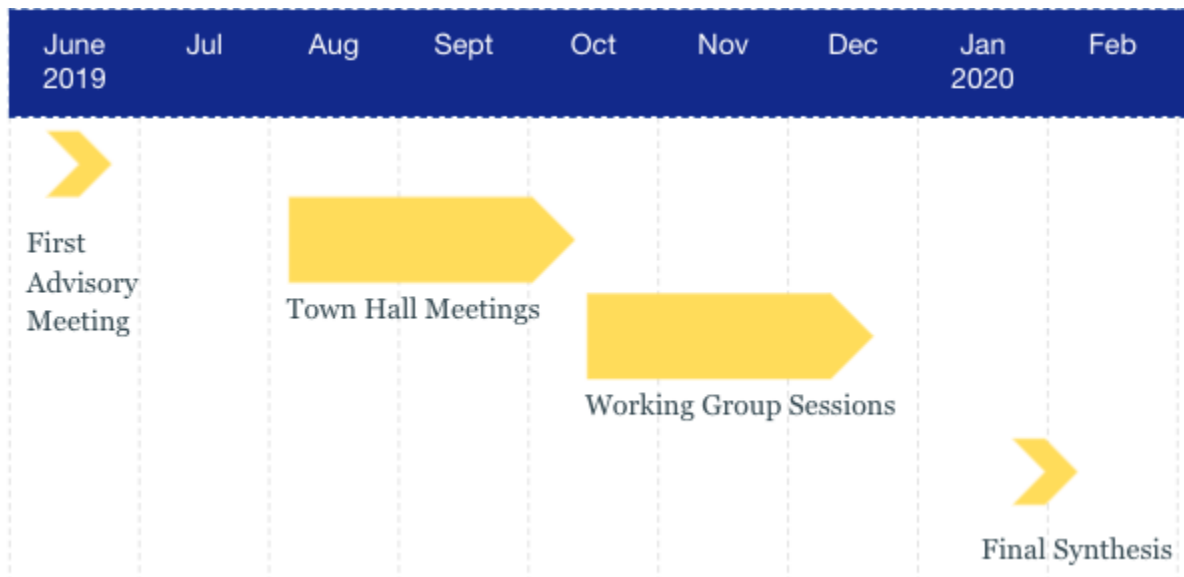 June Jul Aug Sept Oct Nov Dec Jan Feb
2019 2020
First
Advisory
Meeting
Town Hall Meetings
Working Group Sessions
Final Synthesis